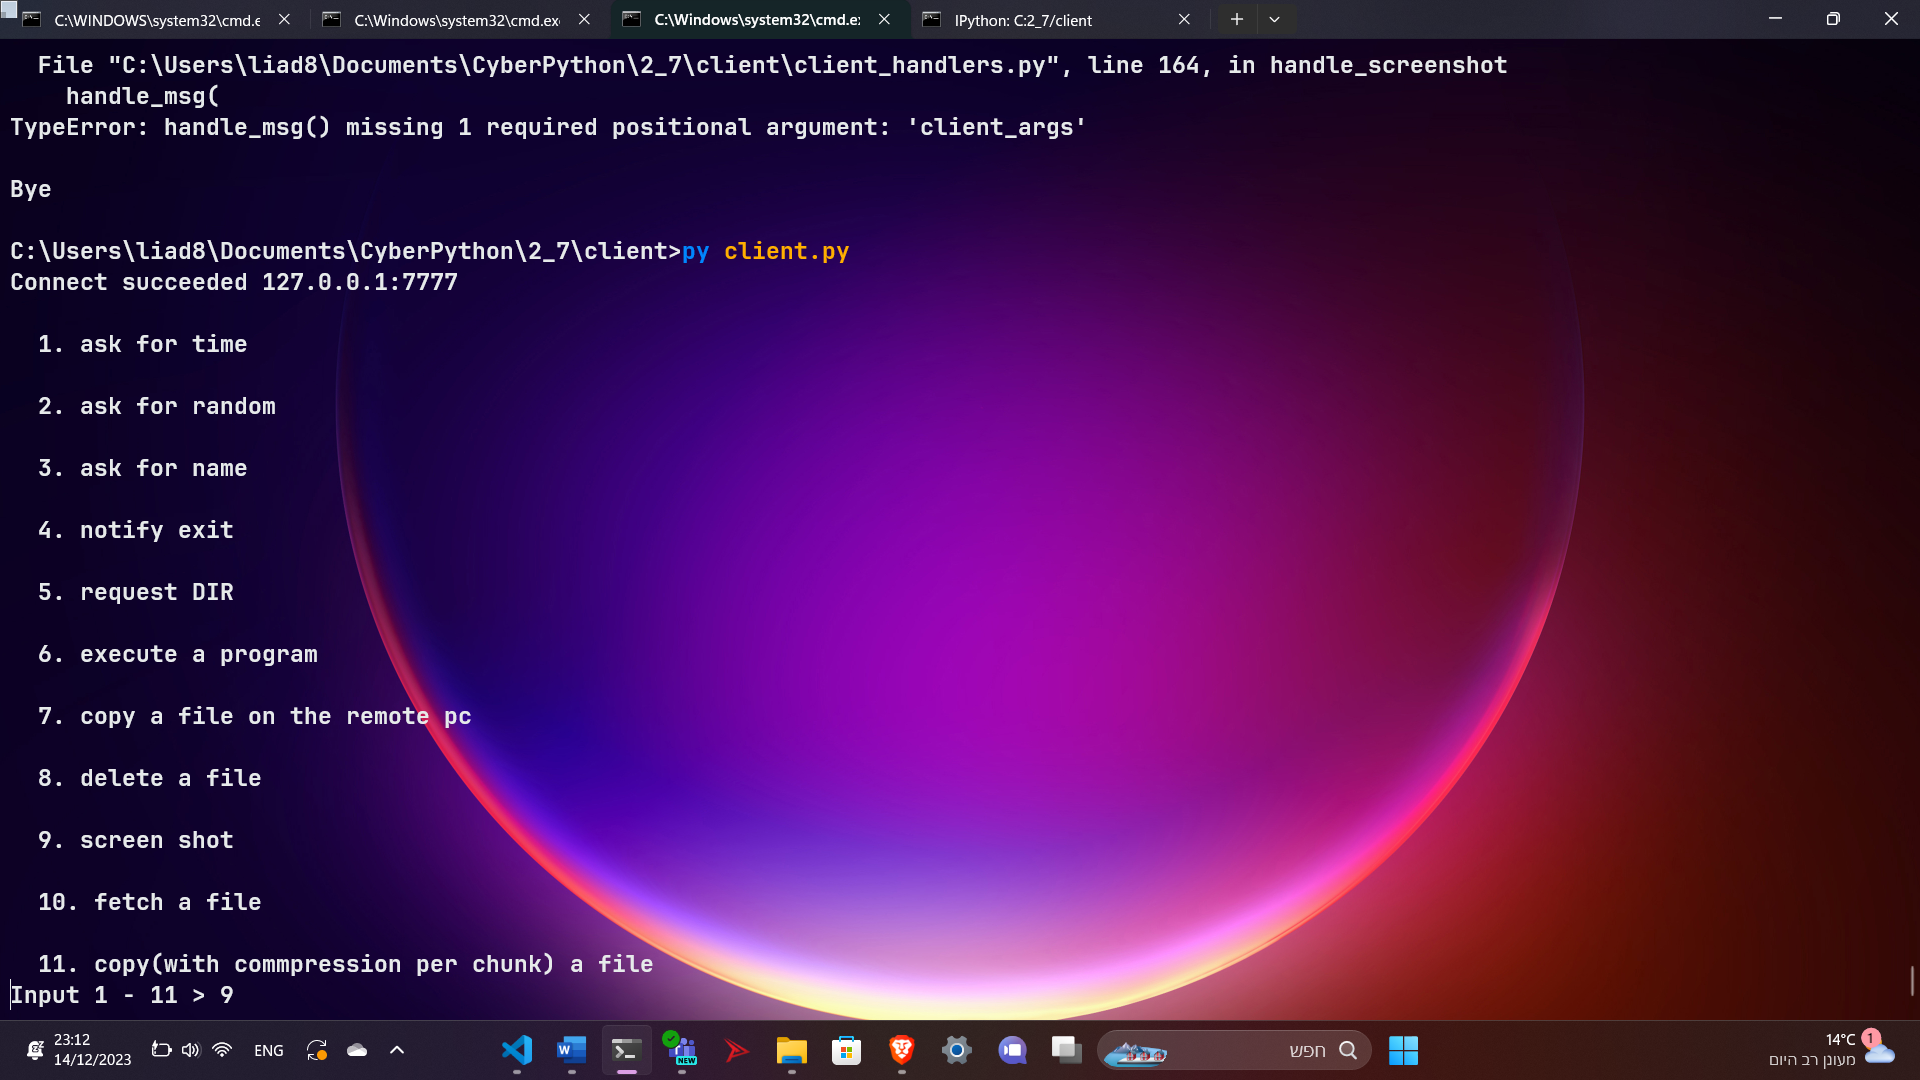 C:\WINDOWS\system32\cmd.e
C:\Windows\system32\cmd.ex
C:\Windows\system32\cmd.e
IPython: C:2_7/client
File "C:\Users\liad8\Documents\CyberPython\2_7\client\client_handlers.py", line 164, in handle_screenshot
handle_msg(
TypeError: handle_msg() missing 1 required positional argument: 'client_args'
Bye
C:\Users\liad8\Documents\CyberPython\2_7\client>py client.py
Connect succeeded 127.0.0.1:7777
1. ask for time
2. ask for random
3. ask for name
4. notify exit
5. request DIR
6. execute a program
7. copy a file on the remote pc
8. delete a file
9. screen shot
10. fetch a file
11. copy(with commpression per chunk) a file
Input 1 - 11 > 9
23:12
14/12/2023
ENG
NEW
חפש
14°C
מעונן רב היום
1